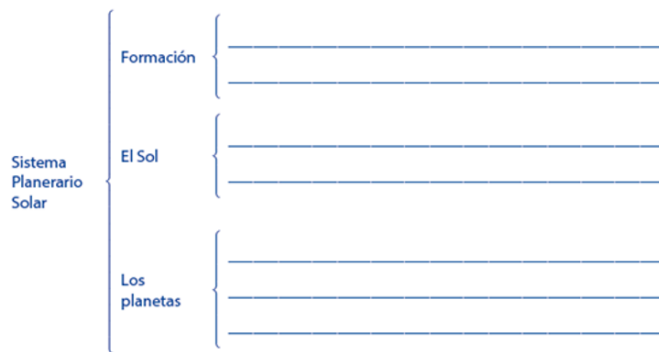 Formación
El Sol
Sistema
Planerario
Solar
Los
planetas